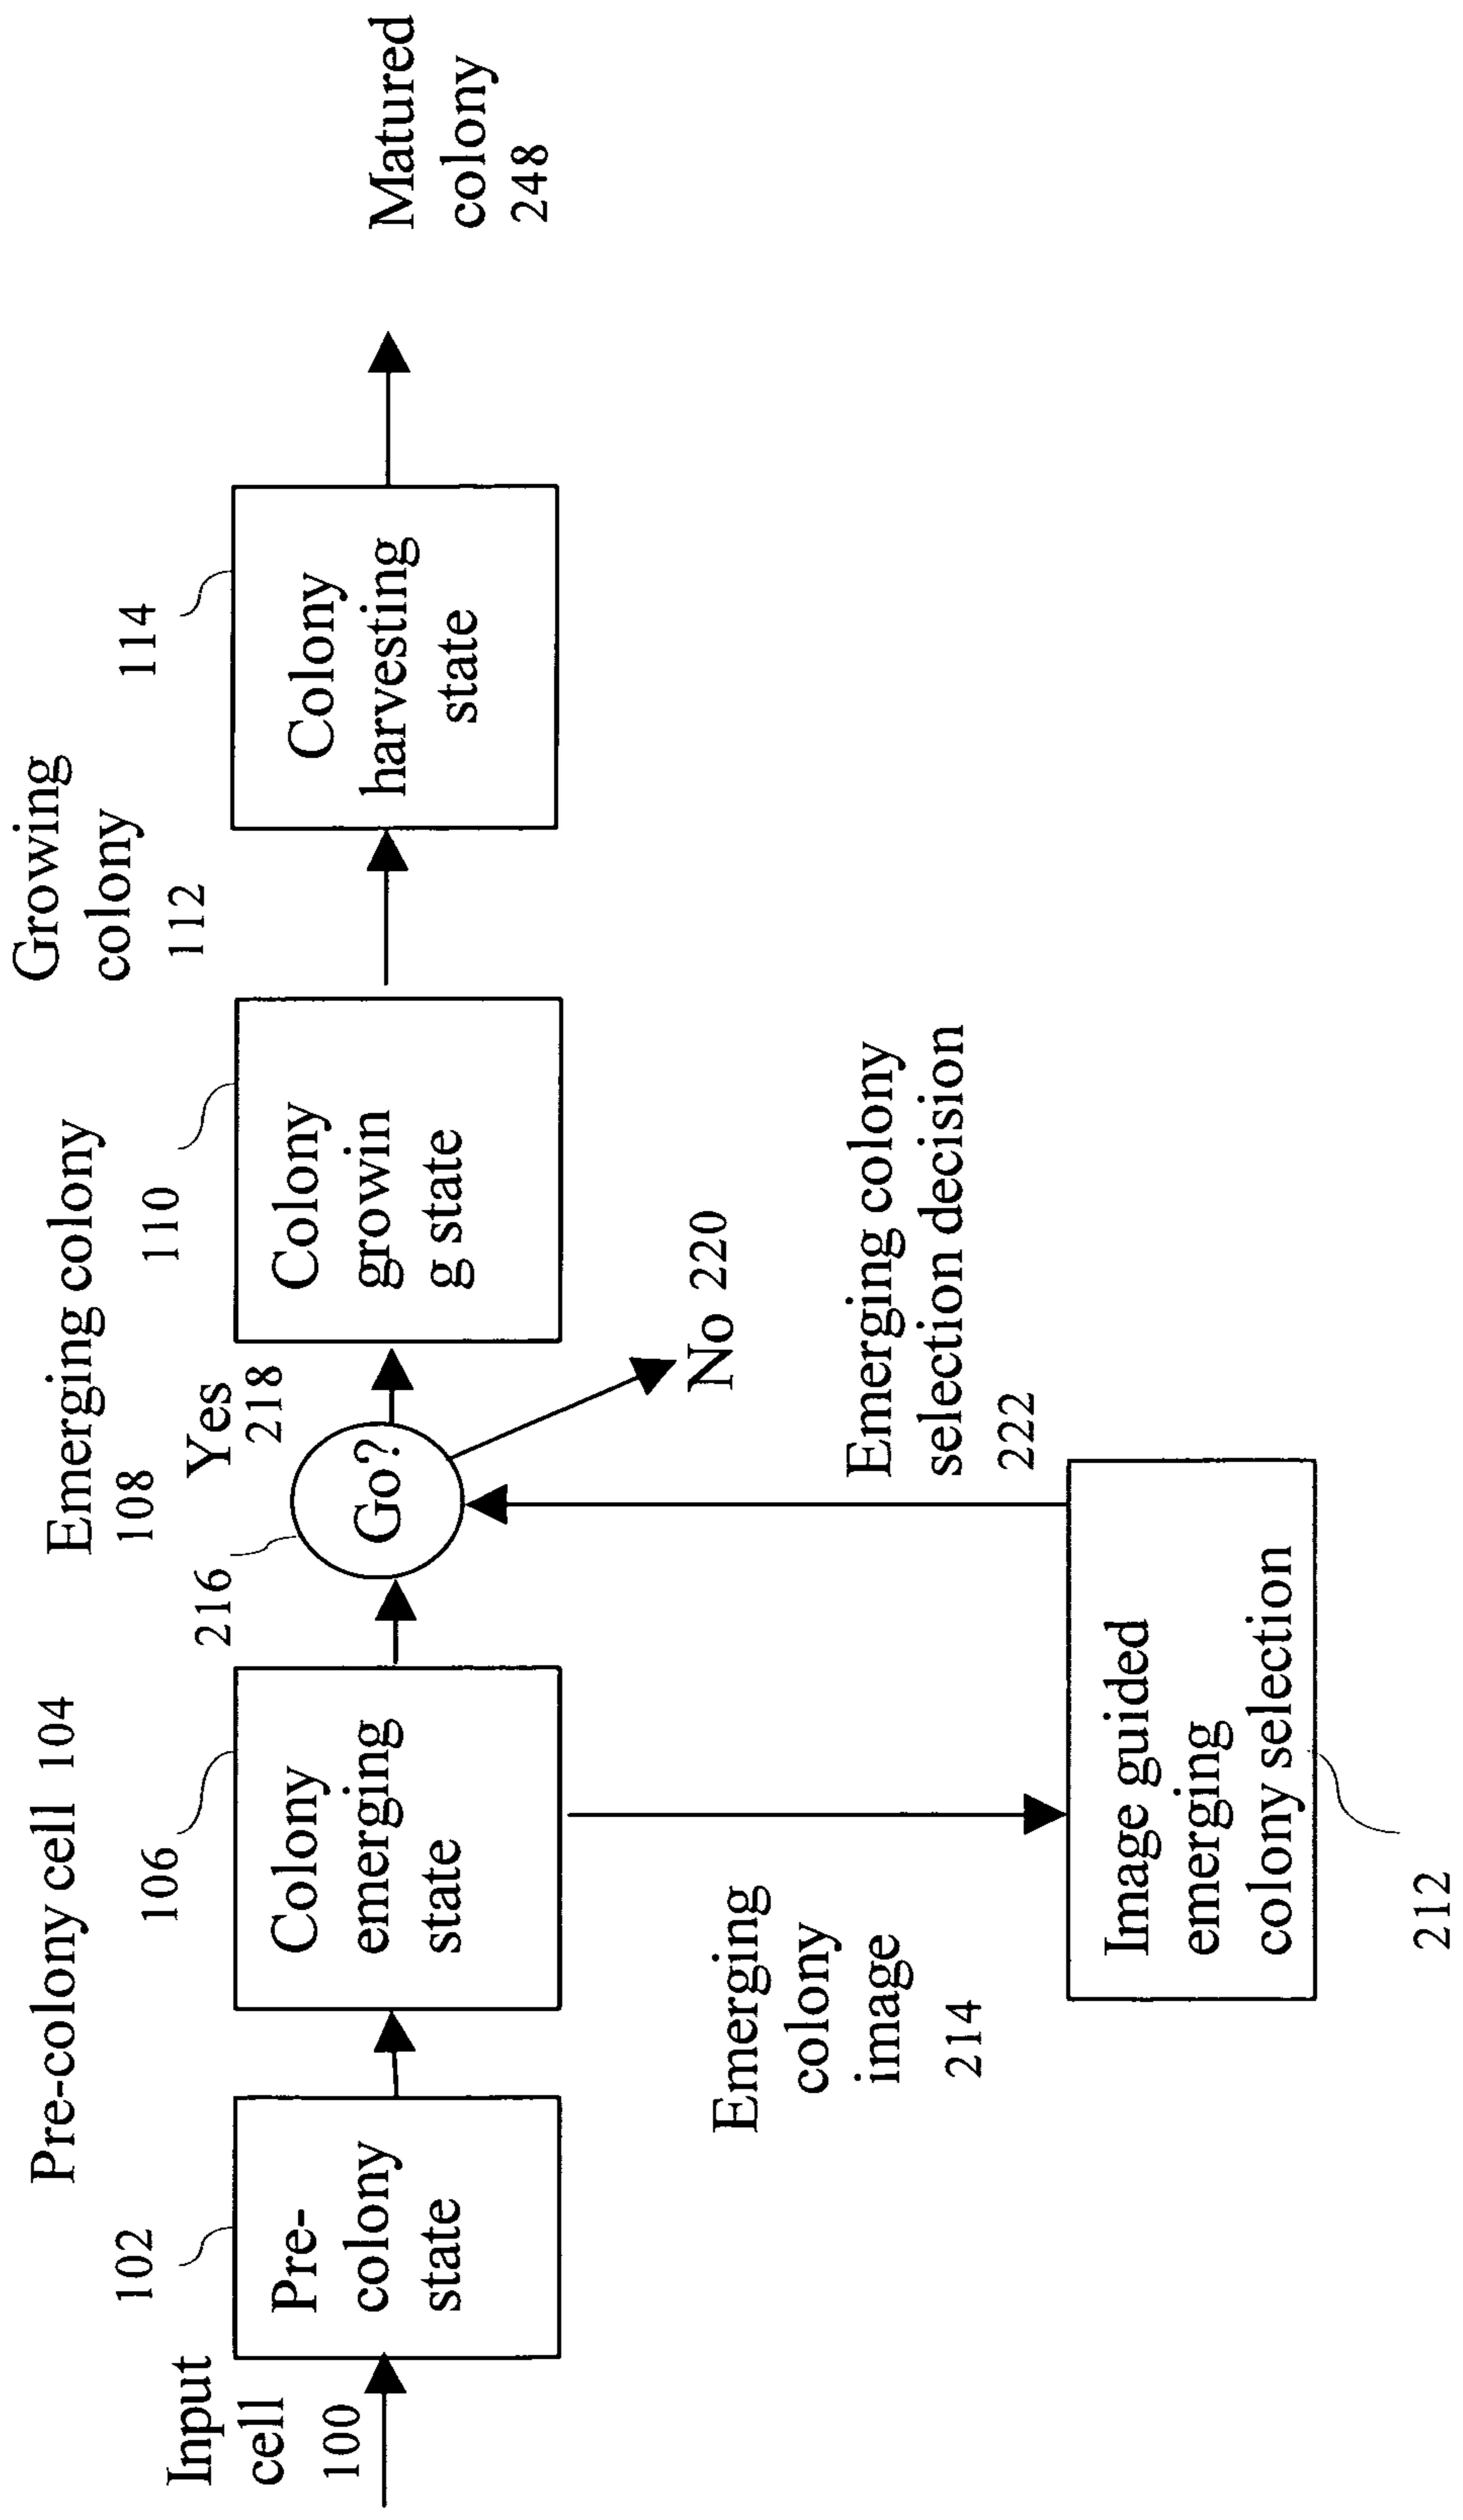 Input
cell
100
102
Pre-
colony
state
Pre-colony cell 104
106
Colony
emerging
state
216
Go?
Emerging colony
108
Yes
218
No 220
110
Colony
growin
g state
Growing
colony
112
114
Colony
harvesting
state
Matured
colony
248
Emerging
colony
image
214
Image guided
emerging
colony selection
212
Emerging colony
selection decision
222